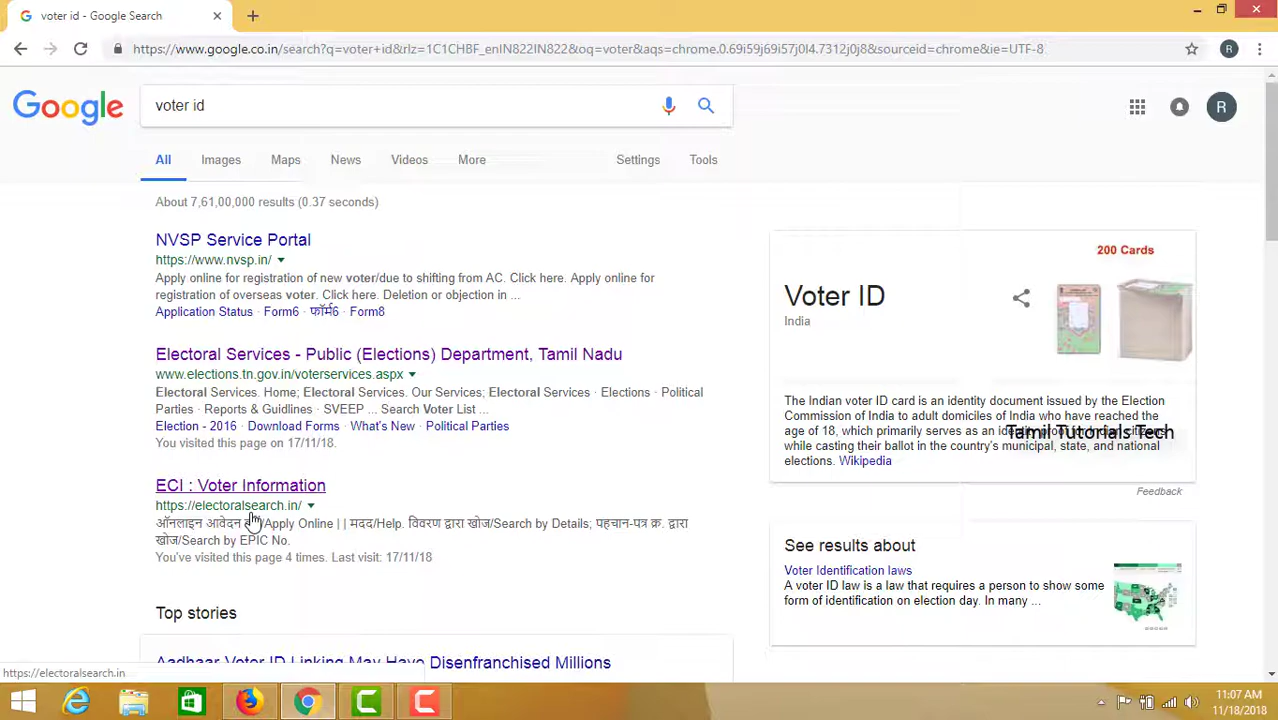 voter id - Google Search
https://www.google.co.in/search?q=voter+id&rlz=1C1CHBF_enIN822IN822&oq=voter&aqs=chrome.0.69i59j69i57j0l4.7312j0j8&sourceid=chrome&ie=UTF-8
R
Google
voter id
R
All Images Maps News Videos More Settings Tools
About 7,61,00,000 results (0.37 seconds)
NVSP Service Portal
https://www.nvsp.in/
Apply online for registration of new voter/due to shifting from AC. Click here. Apply online for
registration of overseas voter. Click here. Deletion or objection in ...
Application Status · Form6 · फॉर्म6 · Form8
Electoral Services - Public (Elections) Department, Tamil Nadu
www.elections.tn.gov.in/voterservices.aspx
Electoral Services. Home; Electoral Services. Our Services; Electoral Services · Elections · Political
Parties · Reports & Guidlines · SVEEP ... Search Voter List ...
Election - 2016 · Download Forms · What's New · Political Parties
You visited this page on 17/11/18.
ECI : Voter Information
https://electoralsearch.in/
ऑनलाइन आवेदन /Apply Online | | मदद/Help. विवरण द्वारा खोज/Search by Details; पहचान-पत्र क्र. द्वारा
खोज/Search by EPIC No.
You've visited this page 4 times. Last visit: 17/11/18
Top stories
Aadhaar Voter ID Linking May Have Disenfranchised Millions
200 Cards
Voter ID
India
The Indian voter ID card is an identity document issued by the Election
Commission of India to adult domiciles of India who have reached the
age of 18, which primarily serves as an identity proof for Indian citizens
while casting their ballot in the country's municipal, state, and national
elections. Wikipedia
Tamil Tutorials Tech
Feedback
See results about
Voter Identification laws
A voter ID law is a law that requires a person to show some
form of identification on election day. In many ...
https://electoralsearch.in
11:07 AM
11/18/2018